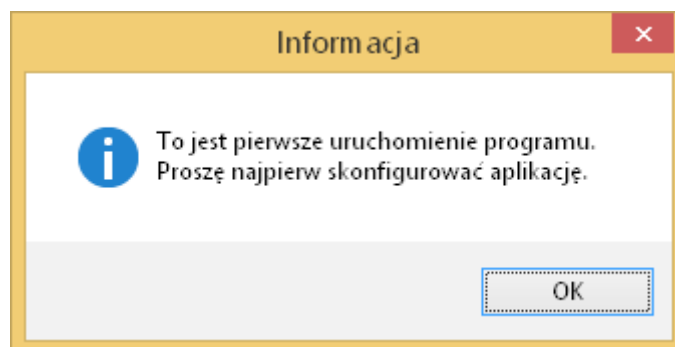 Informacja
To jest pierwsze uruchomienie programu.
Proszę najpierw skonfigurować aplikację.
OK